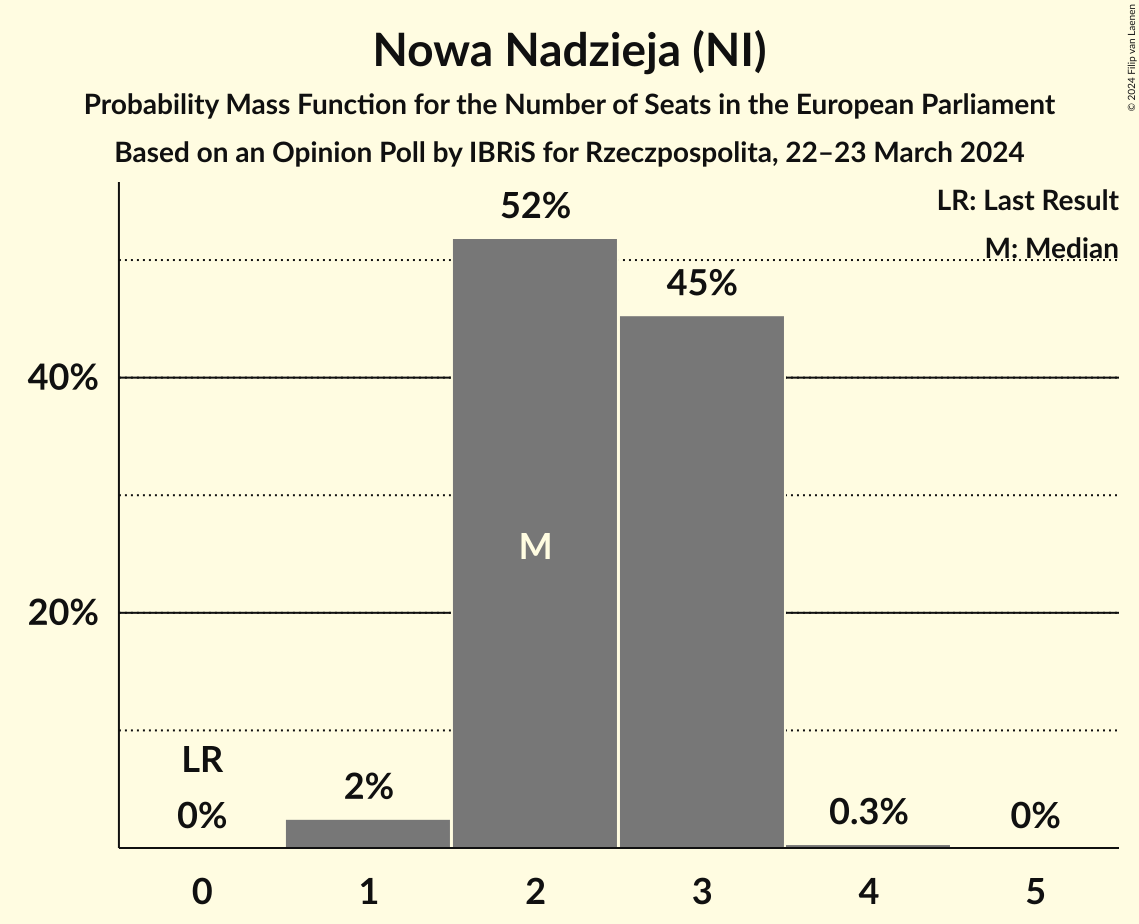 Nowa Nadzieja (NI)
Probability Mass Function for the Number of Seats in the European Parliament
Based on an Opinion Poll by IBRiS for Rzeczpospolita, 22–23 March 2024
© 2024 Filip van Laenen
LR: Last Result
M: Median
52%
45%
40%
M
20%
LR
0%
2%
0.3%
0%
0 1 2 3 4 5